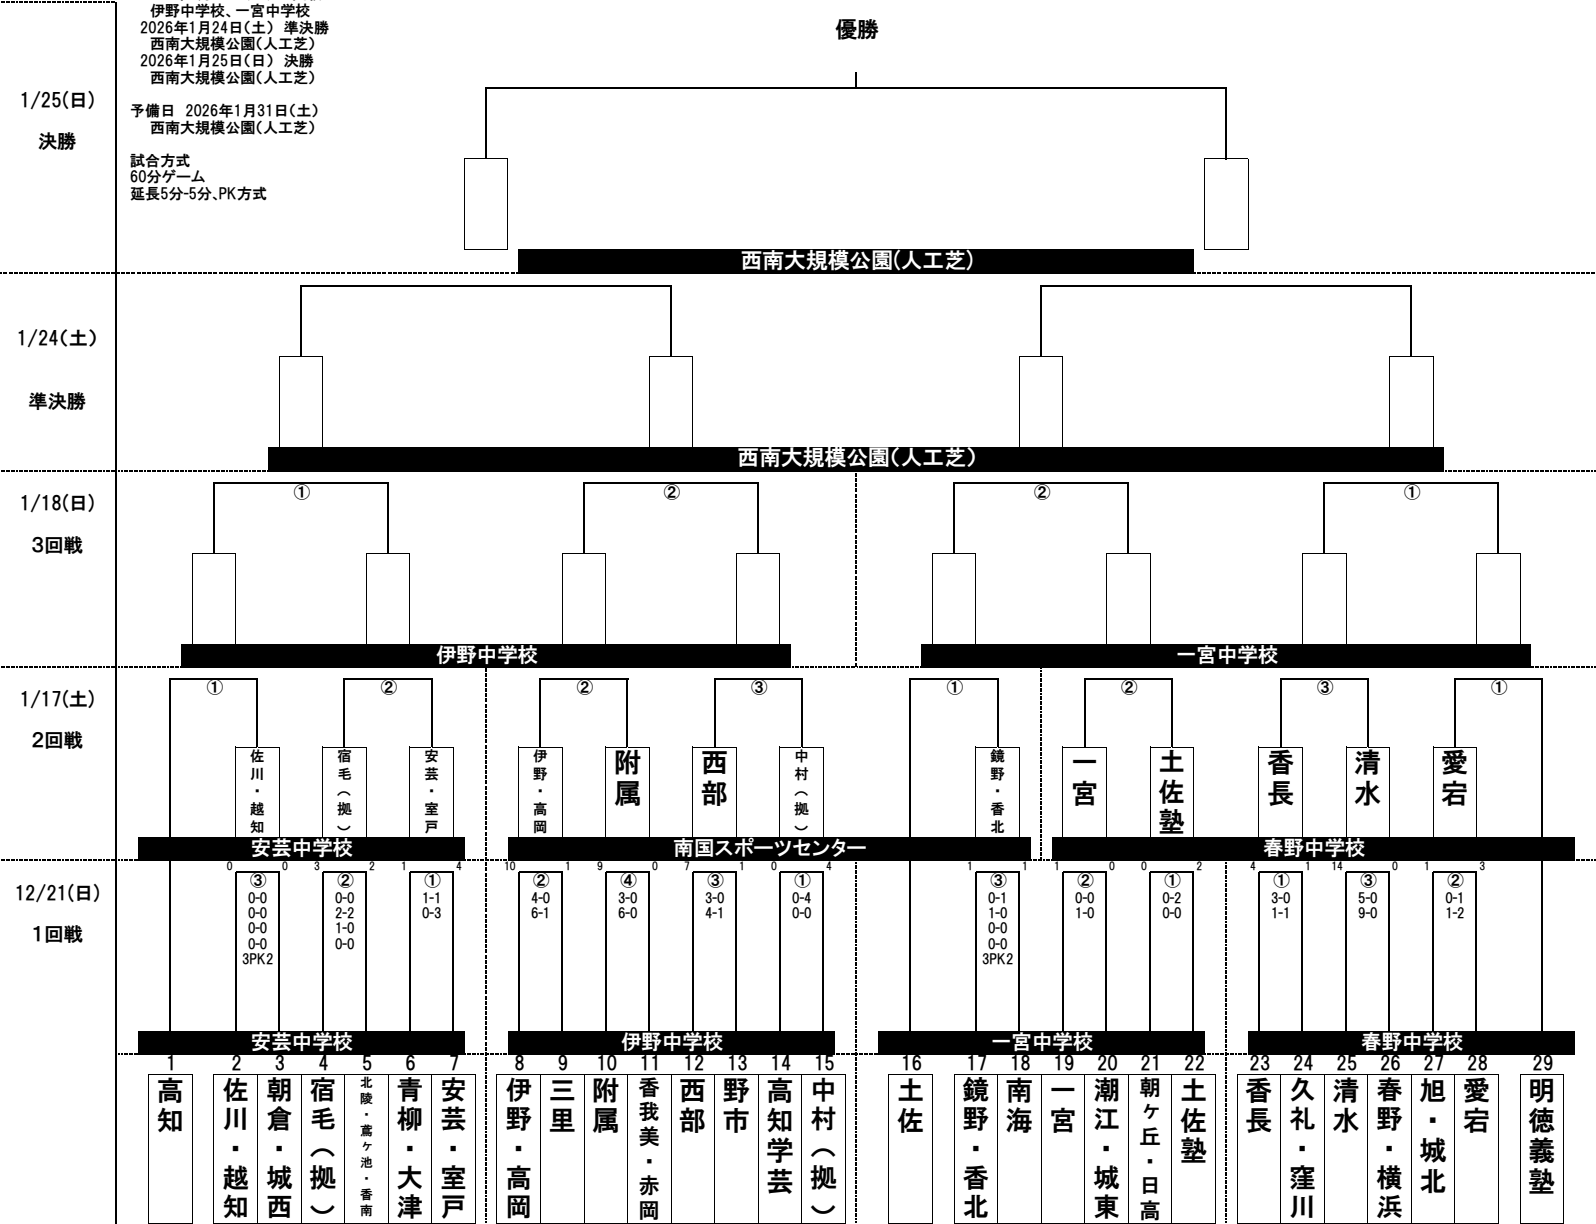 伊野中学校、一宮中学校
2026年1月24日(土) 準決勝
西南大規模公園(人工芝)
2026年1月25日(日) 決勝
西南大規模公園(人工芝)
予備日 2026年1月31日(土)
西南大規模公園(人工芝)
試合方式
60分ゲーム
延長5分-5分、PK方式
優勝
1/25(日)
決勝
西南大規模公園(人工芝)
1/24(土)
準決勝
西南大規模公園(人工芝)
1/18(日)
3回戦
① ② ② ①
伊野中学校 一宮中学校
1/17(土)
2回戦
① ② ② ③ ① ② ③ ①
佐川・越知
宿毛(拠)
安芸・室戸
伊野・高岡
附属
西部
中村(拠)
鏡野・香北
一宮
土佐塾
香長
清水
愛宕
安芸中学校 南国スポーツセンター 春野中学校
12/21(日)
1回戦
0 0 3 2 1 4 10 1 9 0 7 1 0 4 1 1 1 0 0 2 4 1 14 0 1 3
③ ② ① ② ④ ③ ① ③ ② ① ① ③ ②
0-0 0-0 1-1 4-0 3-0 3-0 0-4 0-1 0-0 0-2 3-0 5-0 0-1
0-0 2-2 0-3 6-1 6-0 4-1 0-0 1-0 1-0 0-0 1-1 9-0 1-2
0-0 1-0 0-0
0-0 0-0 0-0
3PK2 3PK2
安芸中学校 伊野中学校 一宮中学校 春野中学校
1 2 3 4 5 6 7 8 9 10 11 12 13 14 15 16 17 18 19 20 21 22 23 24 25 26 27 28 29
高知
佐川・越知
朝倉・城西
宿毛(拠)
北陵・鳶ケ池・香南
青柳・大津
安芸・室戸
伊野・高岡
三里
附属
香我美・赤岡
西部
野市
高知学芸
中村(拠)
土佐
鏡野・香北
南海
一宮
潮江・城東
朝ケ丘・日高
土佐塾
香長
久礼・窪川
清水
春野・横浜
旭・城北
愛宕
明徳義塾